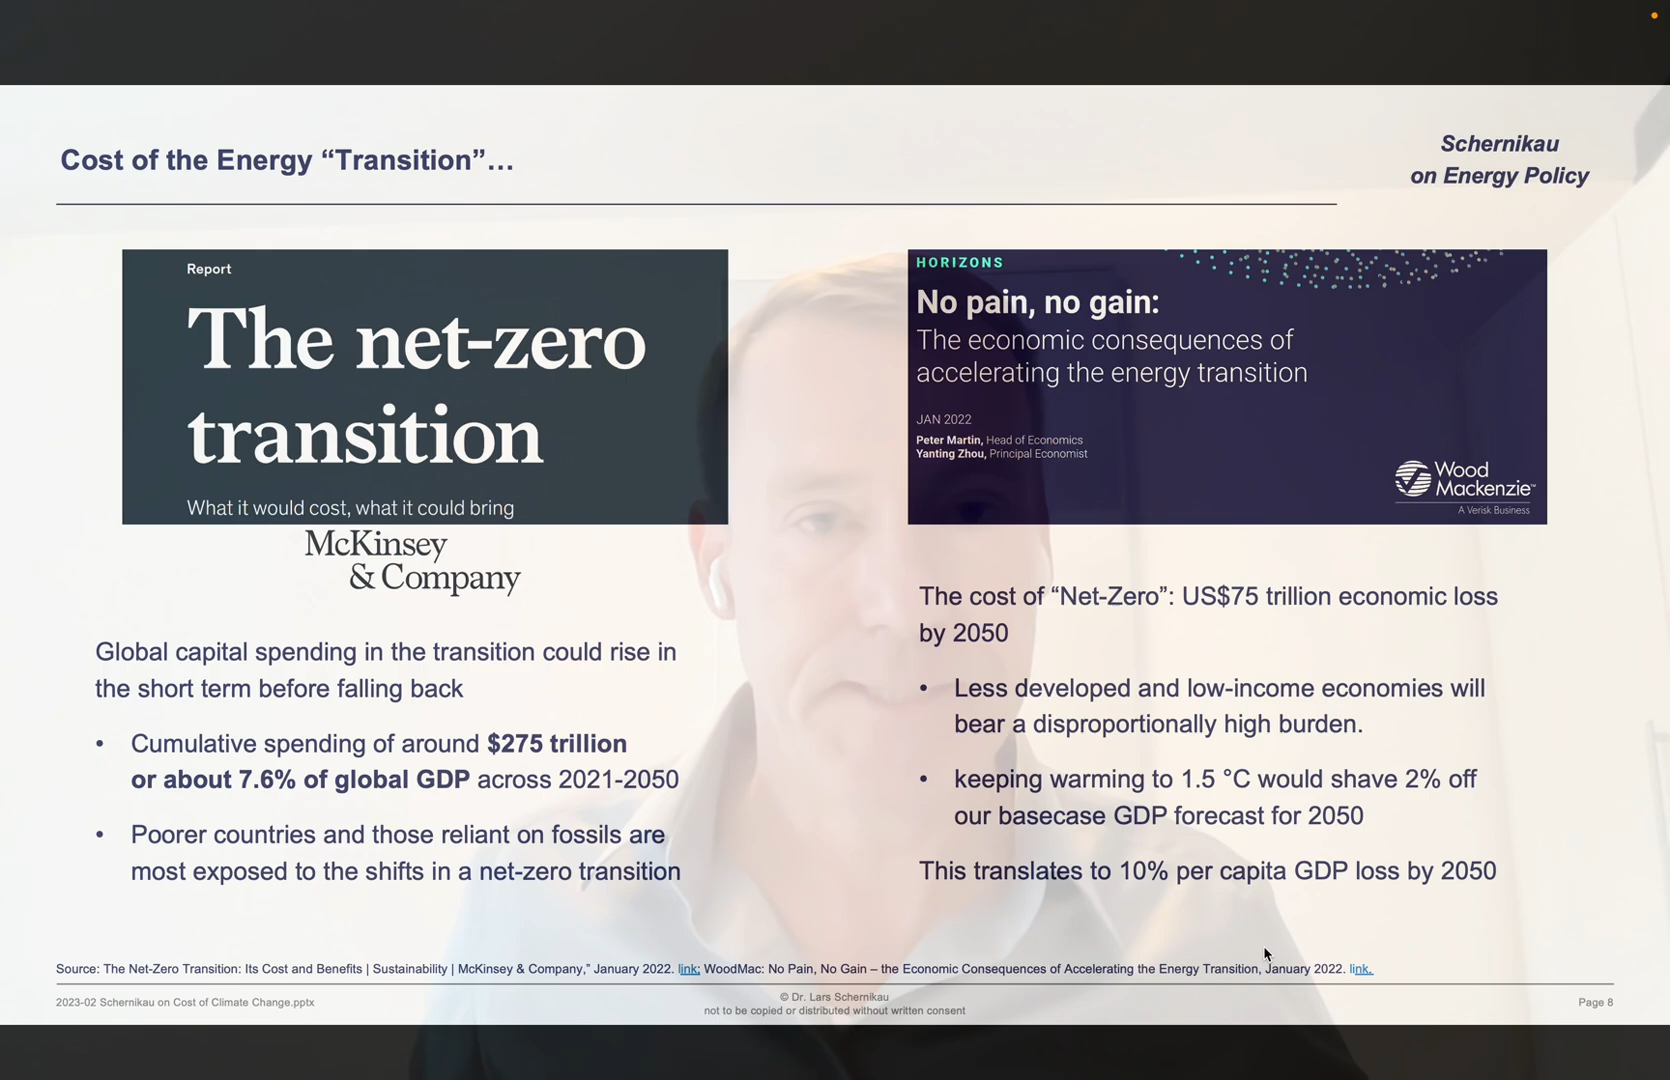 Cost of the Energy “Transition”…
Schernikau
on Energy Policy
Report
The net-zero
transition
What it would cost, what it could bring
McKinsey
& Company
Global capital spending in the transition could rise in
the short term before falling back
• Cumulative spending of around $275 trillion
or about 7.6% of global GDP across 2021-2050
• Poorer countries and those reliant on fossils are
most exposed to the shifts in a net-zero transition
HORIZONS
No pain, no gain:
The economic consequences of
accelerating the energy transition
JAN 2022
Peter Martin, Head of Economics
Yanting Zhou, Principal Economist
Wood
Mackenzie™
A Verisk Business
The cost of “Net-Zero”: US$75 trillion economic loss
by 2050
• Less developed and low-income economies will
bear a disproportionally high burden.
• keeping warming to 1.5 °C would shave 2% off
our basecase GDP forecast for 2050
This translates to 10% per capita GDP loss by 2050
Source: The Net-Zero Transition: Its Cost and Benefits | Sustainability | McKinsey & Company,” January 2022. link; WoodMac: No Pain, No Gain – the Economic Consequences of Accelerating the Energy Transition, January 2022. link.
2023-02 Schernikau on Cost of Climate Change.pptx
© Dr. Lars Schernikau
not to be copied or distributed without written consent
Page 8